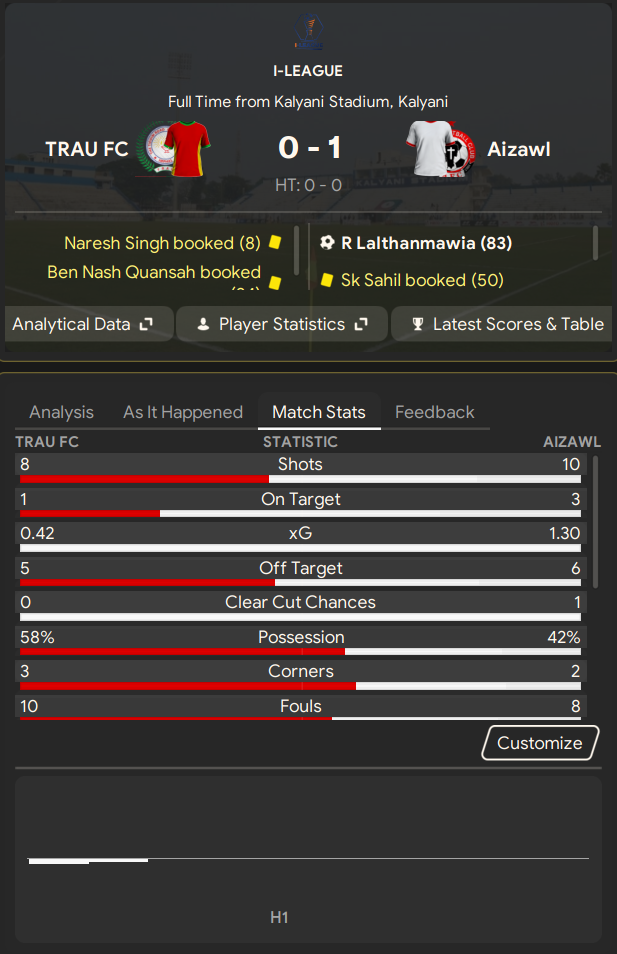 I-LEAGUE
Full Time from Kalyani Stadium, Kalyani
TRAU FC 0 - 1 Aizawl
HT: 0 - 0
Naresh Singh booked (8)
Ben Nash Quansah booked
R Lalthanmawia (83)
Sk Sahil booked (50)
Analytical Data Player Statistics Latest Scores & Table
Analysis As It Happened Match Stats Feedback
TRAU FC STATISTIC AIZAWL
8 Shots 10
1 On Target 3
0.42 xG 1.30
5 Off Target 6
0 Clear Cut Chances 1
58% Possession 42%
3 Corners 2
10 Fouls 8
Customize
H1